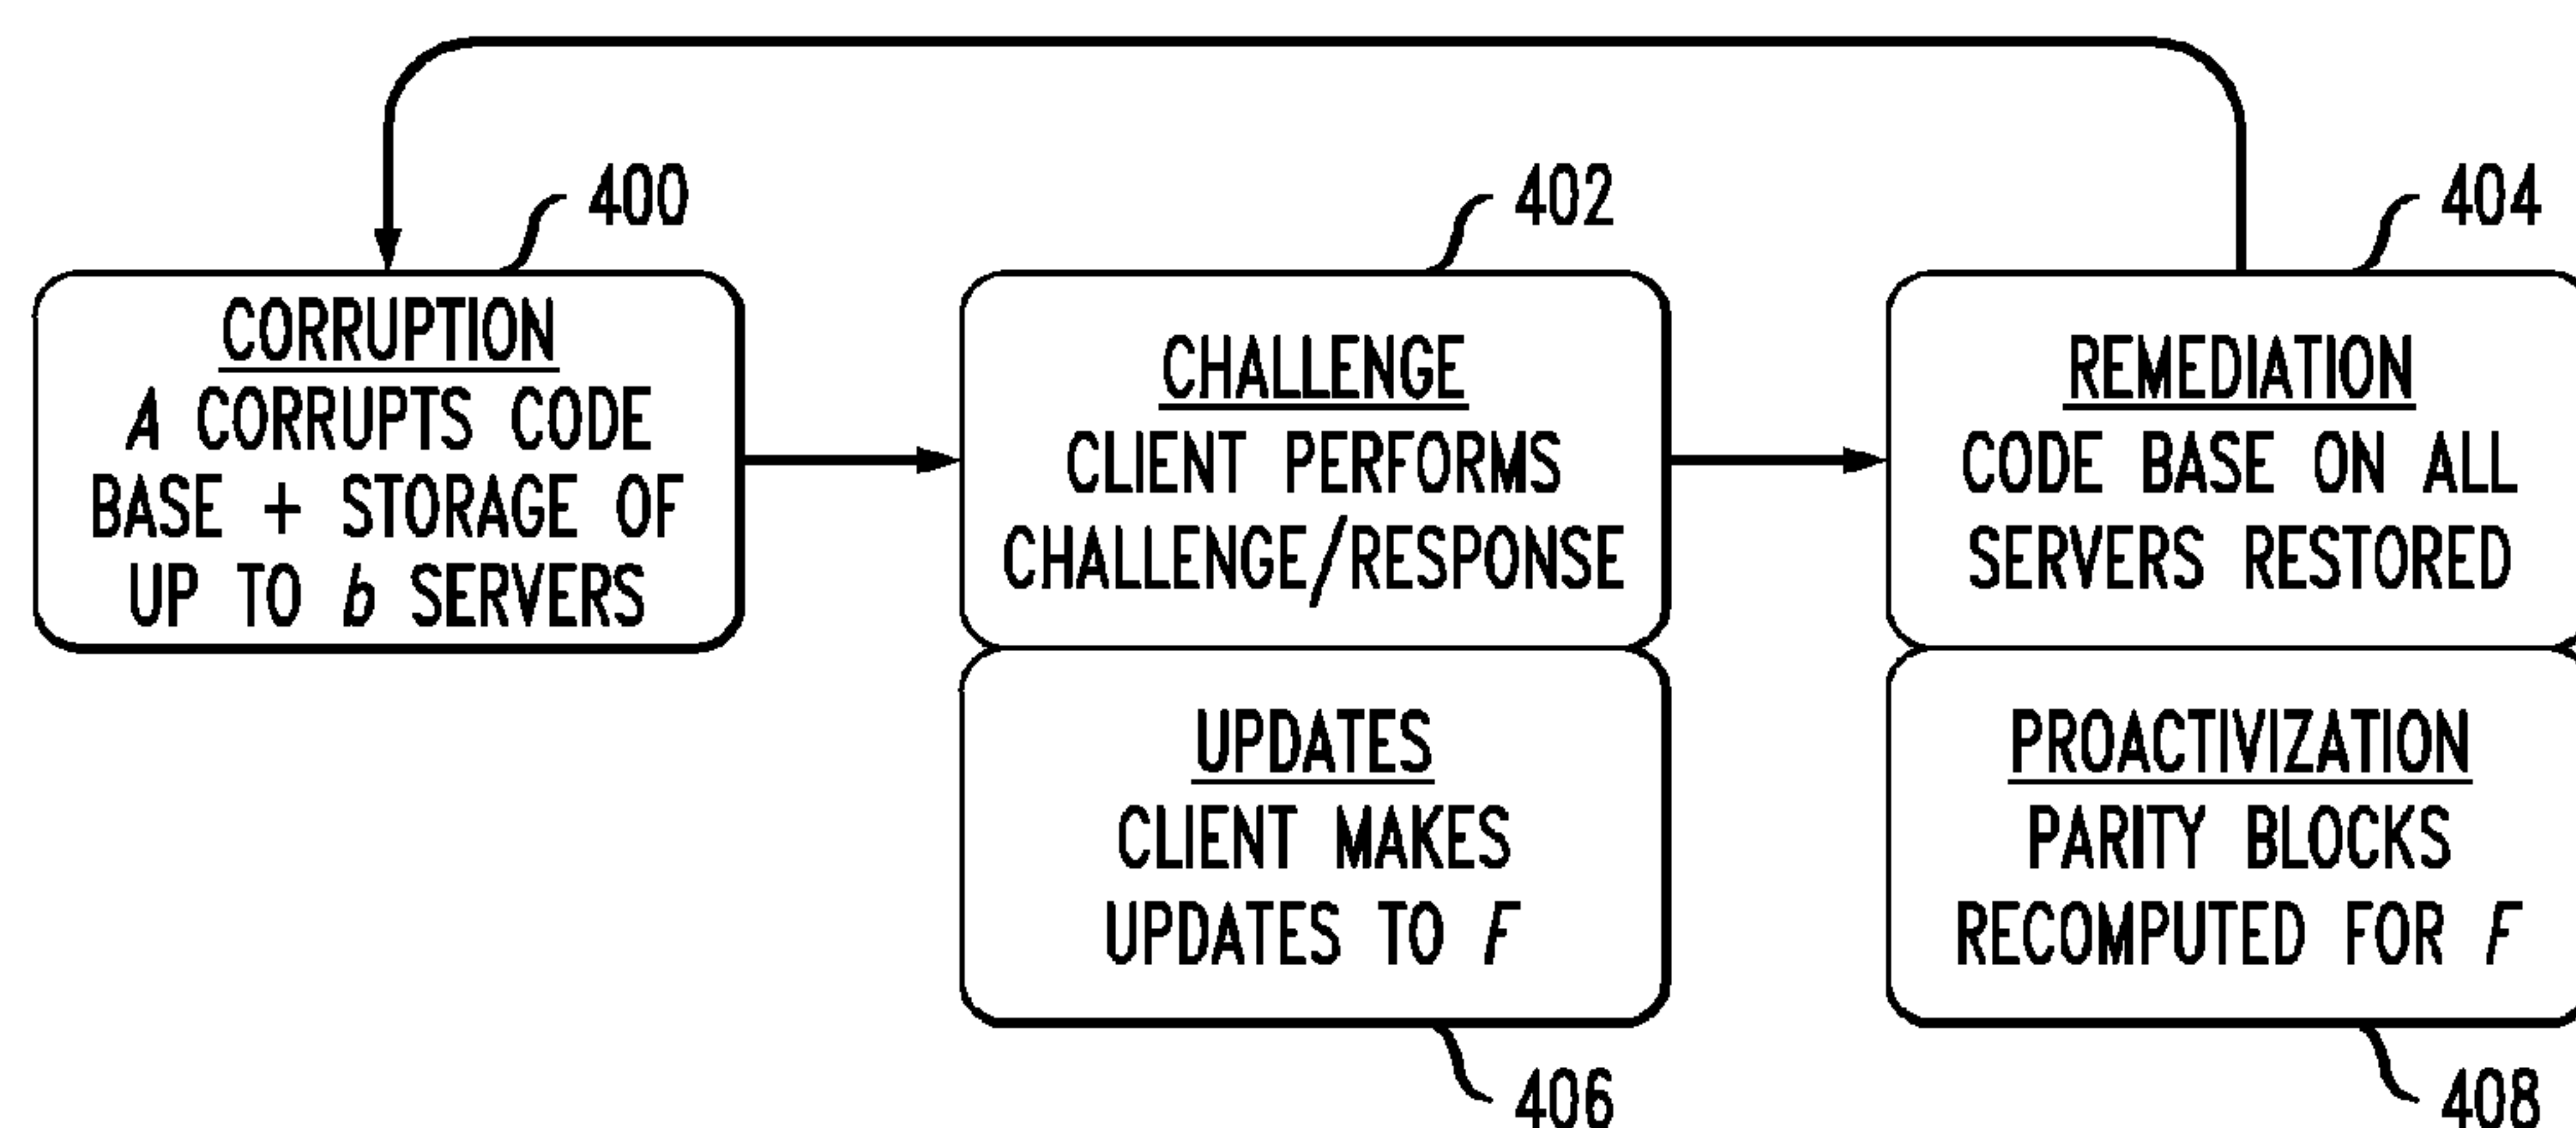 400
CORRUPTION
A CORRUPTS CODE
BASE + STORAGE OF
UP TO b SERVERS
402
CHALLENGE
CLIENT PERFORMS
CHALLENGE/RESPONSE
404
REMEDIATION
CODE BASE ON ALL
SERVERS RESTORED
UPDATES
CLIENT MAKES
UPDATES TO F
406
PROACTIVIZATION
PARITY BLOCKS
RECOMPUTED FOR F
408